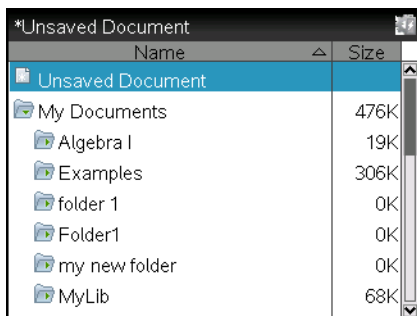 *Unsaved Document
Name Size
Unsaved Document
My Documents 476K
Algebra I 19K
Examples 306K
folder 1 0K
Folder1 0K
my new folder 0K
MyLib 68K